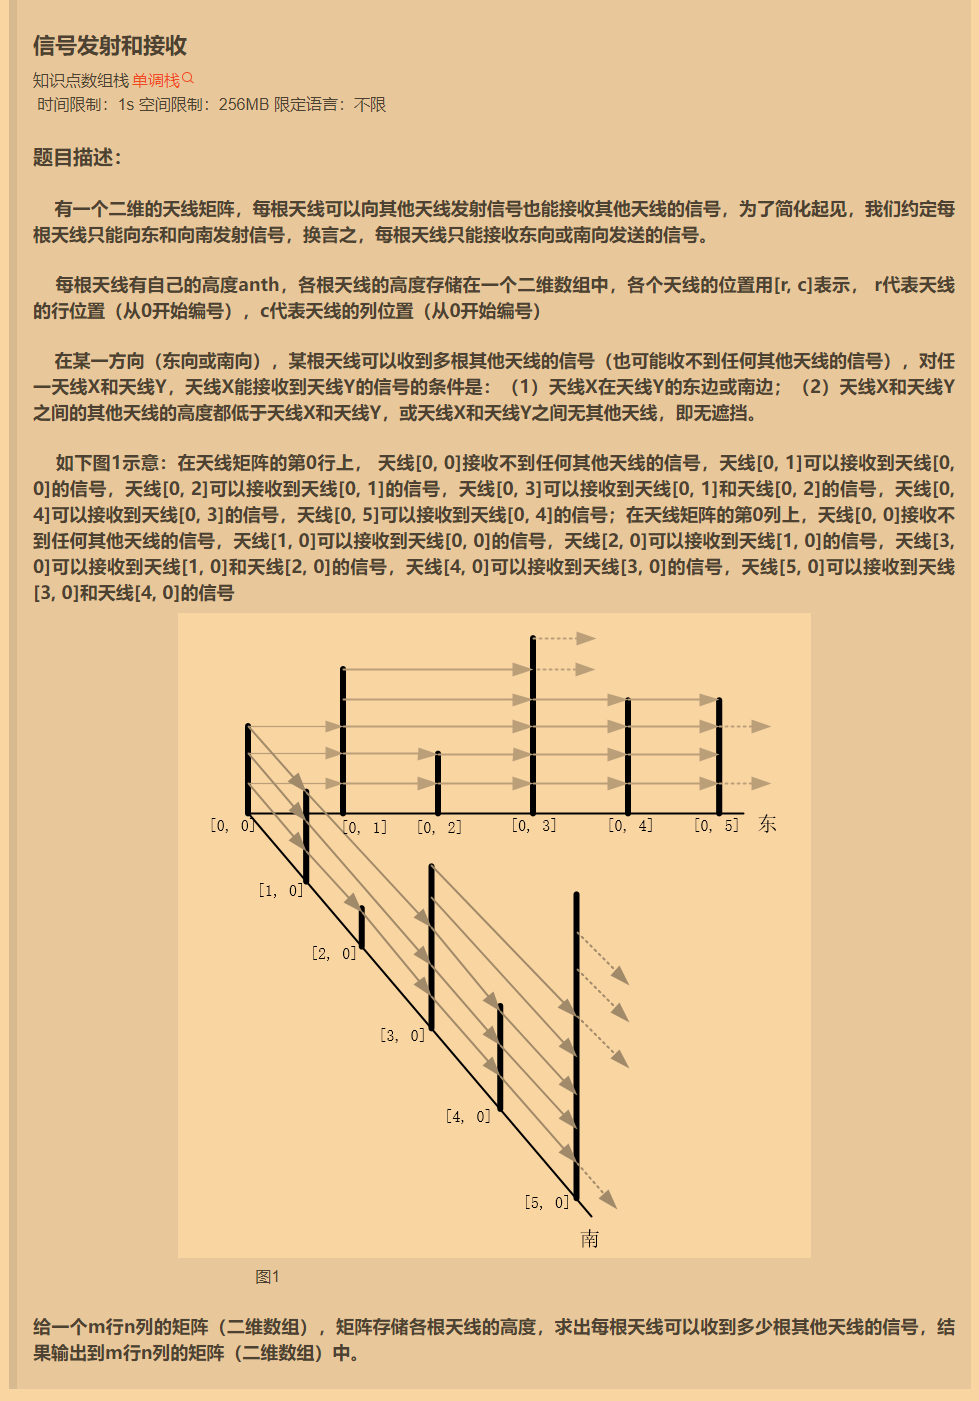 信号发射和接收
知识点数组栈 单调栈
时间限制：1s 空间限制：256MB 限定语言：不限
题目描述：
有一个二维的天线矩阵，每根天线可以向其他天线发射信号也能接收其他天线的信号，为了简化起见，我们约定每
根天线只能向东和向南发射信号，换言之，每根天线只能接收东向或南向发送的信号。
每根天线有自己的高度anth，各根天线的高度存储在一个二维数组中，各个天线的位置用[r, c]表示， r代表天线
的行位置（从0开始编号），c代表天线的列位置（从0开始编号）
在某一方向（东向或南向），某根天线可以收到多根其他天线的信号（也可能收不到任何其他天线的信号），对任
一天线X和天线Y，天线X能接收到天线Y的信号的条件是：（1）天线X在天线Y的东边或南边；（2）天线X和天线Y
之间的其他天线的高度都低于天线X和天线Y，或天线X和天线Y之间无其他天线，即无遮挡。
如下图1示意：在天线矩阵的第0行上， 天线[0, 0]接收不到任何其他天线的信号，天线[0, 1]可以接收到天线[0,
0]的信号，天线[0, 2]可以接收到天线[0, 1]的信号，天线[0, 3]可以接收到天线[0, 1]和天线[0, 2]的信号，天线[0,
4]可以接收到天线[0, 3]的信号，天线[0, 5]可以接收到天线[0, 4]的信号；在天线矩阵的第0列上，天线[0, 0]接收不
到任何其他天线的信号，天线[1, 0]可以接收到天线[0, 0]的信号，天线[2, 0]可以接收到天线[1, 0]的信号，天线[3,
0]可以接收到天线[1, 0]和天线[2, 0]的信号，天线[4, 0]可以接收到天线[3, 0]的信号，天线[5, 0]可以接收到天线
[3, 0]和天线[4, 0]的信号
[0, 0]
[0, 1]
[0, 2]
[0, 3]
[0, 4]
[0, 5]
东
[1, 0]
[2, 0]
[3, 0]
[4, 0]
[5, 0]
南
图1
给一个m行n列的矩阵（二维数组），矩阵存储各根天线的高度，求出每根天线可以收到多少根其他天线的信号，结
果输出到m行n列的矩阵（二维数组）中。